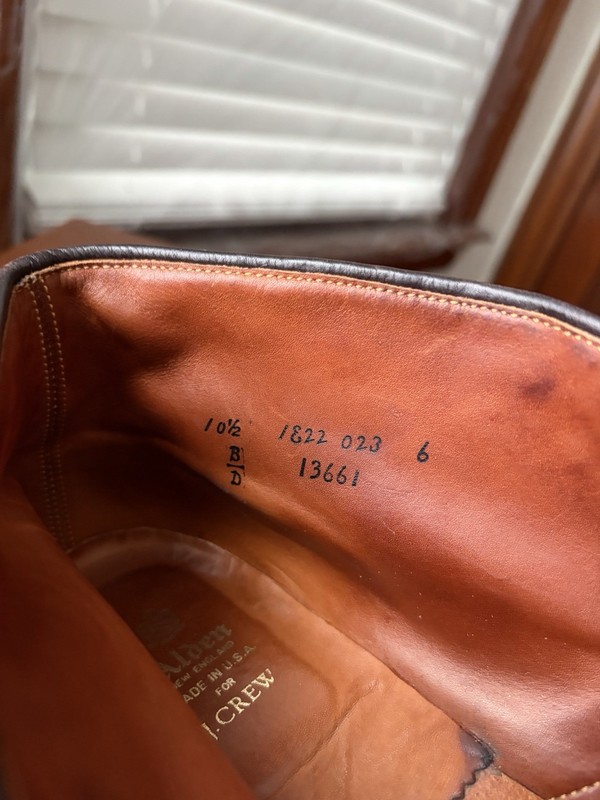 10½ 1822 023 6
B/D 13661
Alden
NEW ENGLAND
MADE IN U.S.A.
FOR
J.CREW